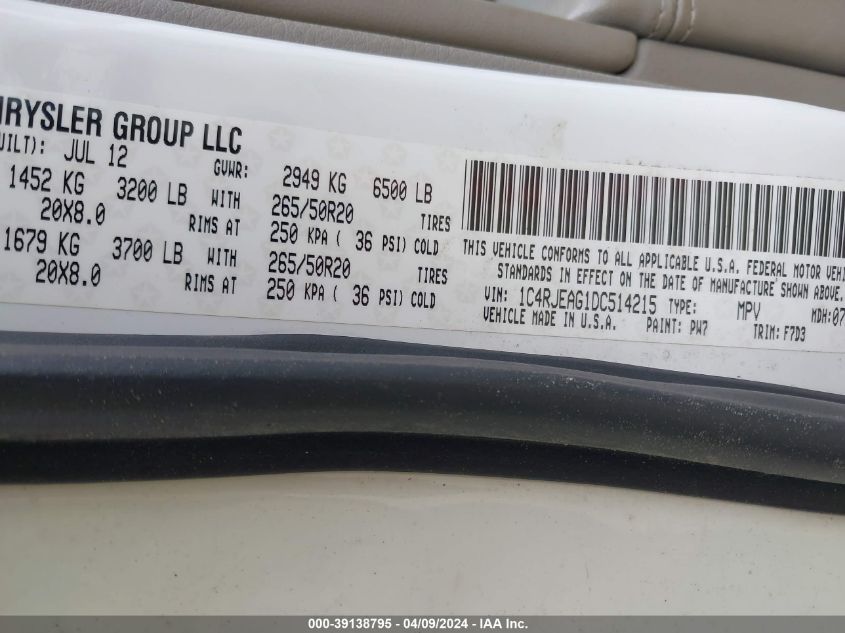 HRYSLER GROUP LLC
UILT): JUL 12 GVWR: 2949 KG 6500 LB
1452 KG 3200 LB WITH 265/50R20 TIRES
20X8.0 RIMS AT 250 KPA ( 36 PSI) COLD
1679 KG 3700 LB WITH 265/50R20 TIRES
20X8.0 RIMS AT 250 KPA ( 36 PSI) COLD
THIS VEHICLE CONFORMS TO ALL APPLICABLE U.S.A. FEDERAL MOTOR VEHI
STANDARDS IN EFFECT ON THE DATE OF MANUFACTURE SHOWN ABOVE.
VIN: 1C4RJEAG1DC514215 TYPE: MPV MDH:07
VEHICLE MADE IN U.S.A. PAINT: PW7 TRIM: F7D3
000-39138795 - 04/09/2024 - IAA Inc.